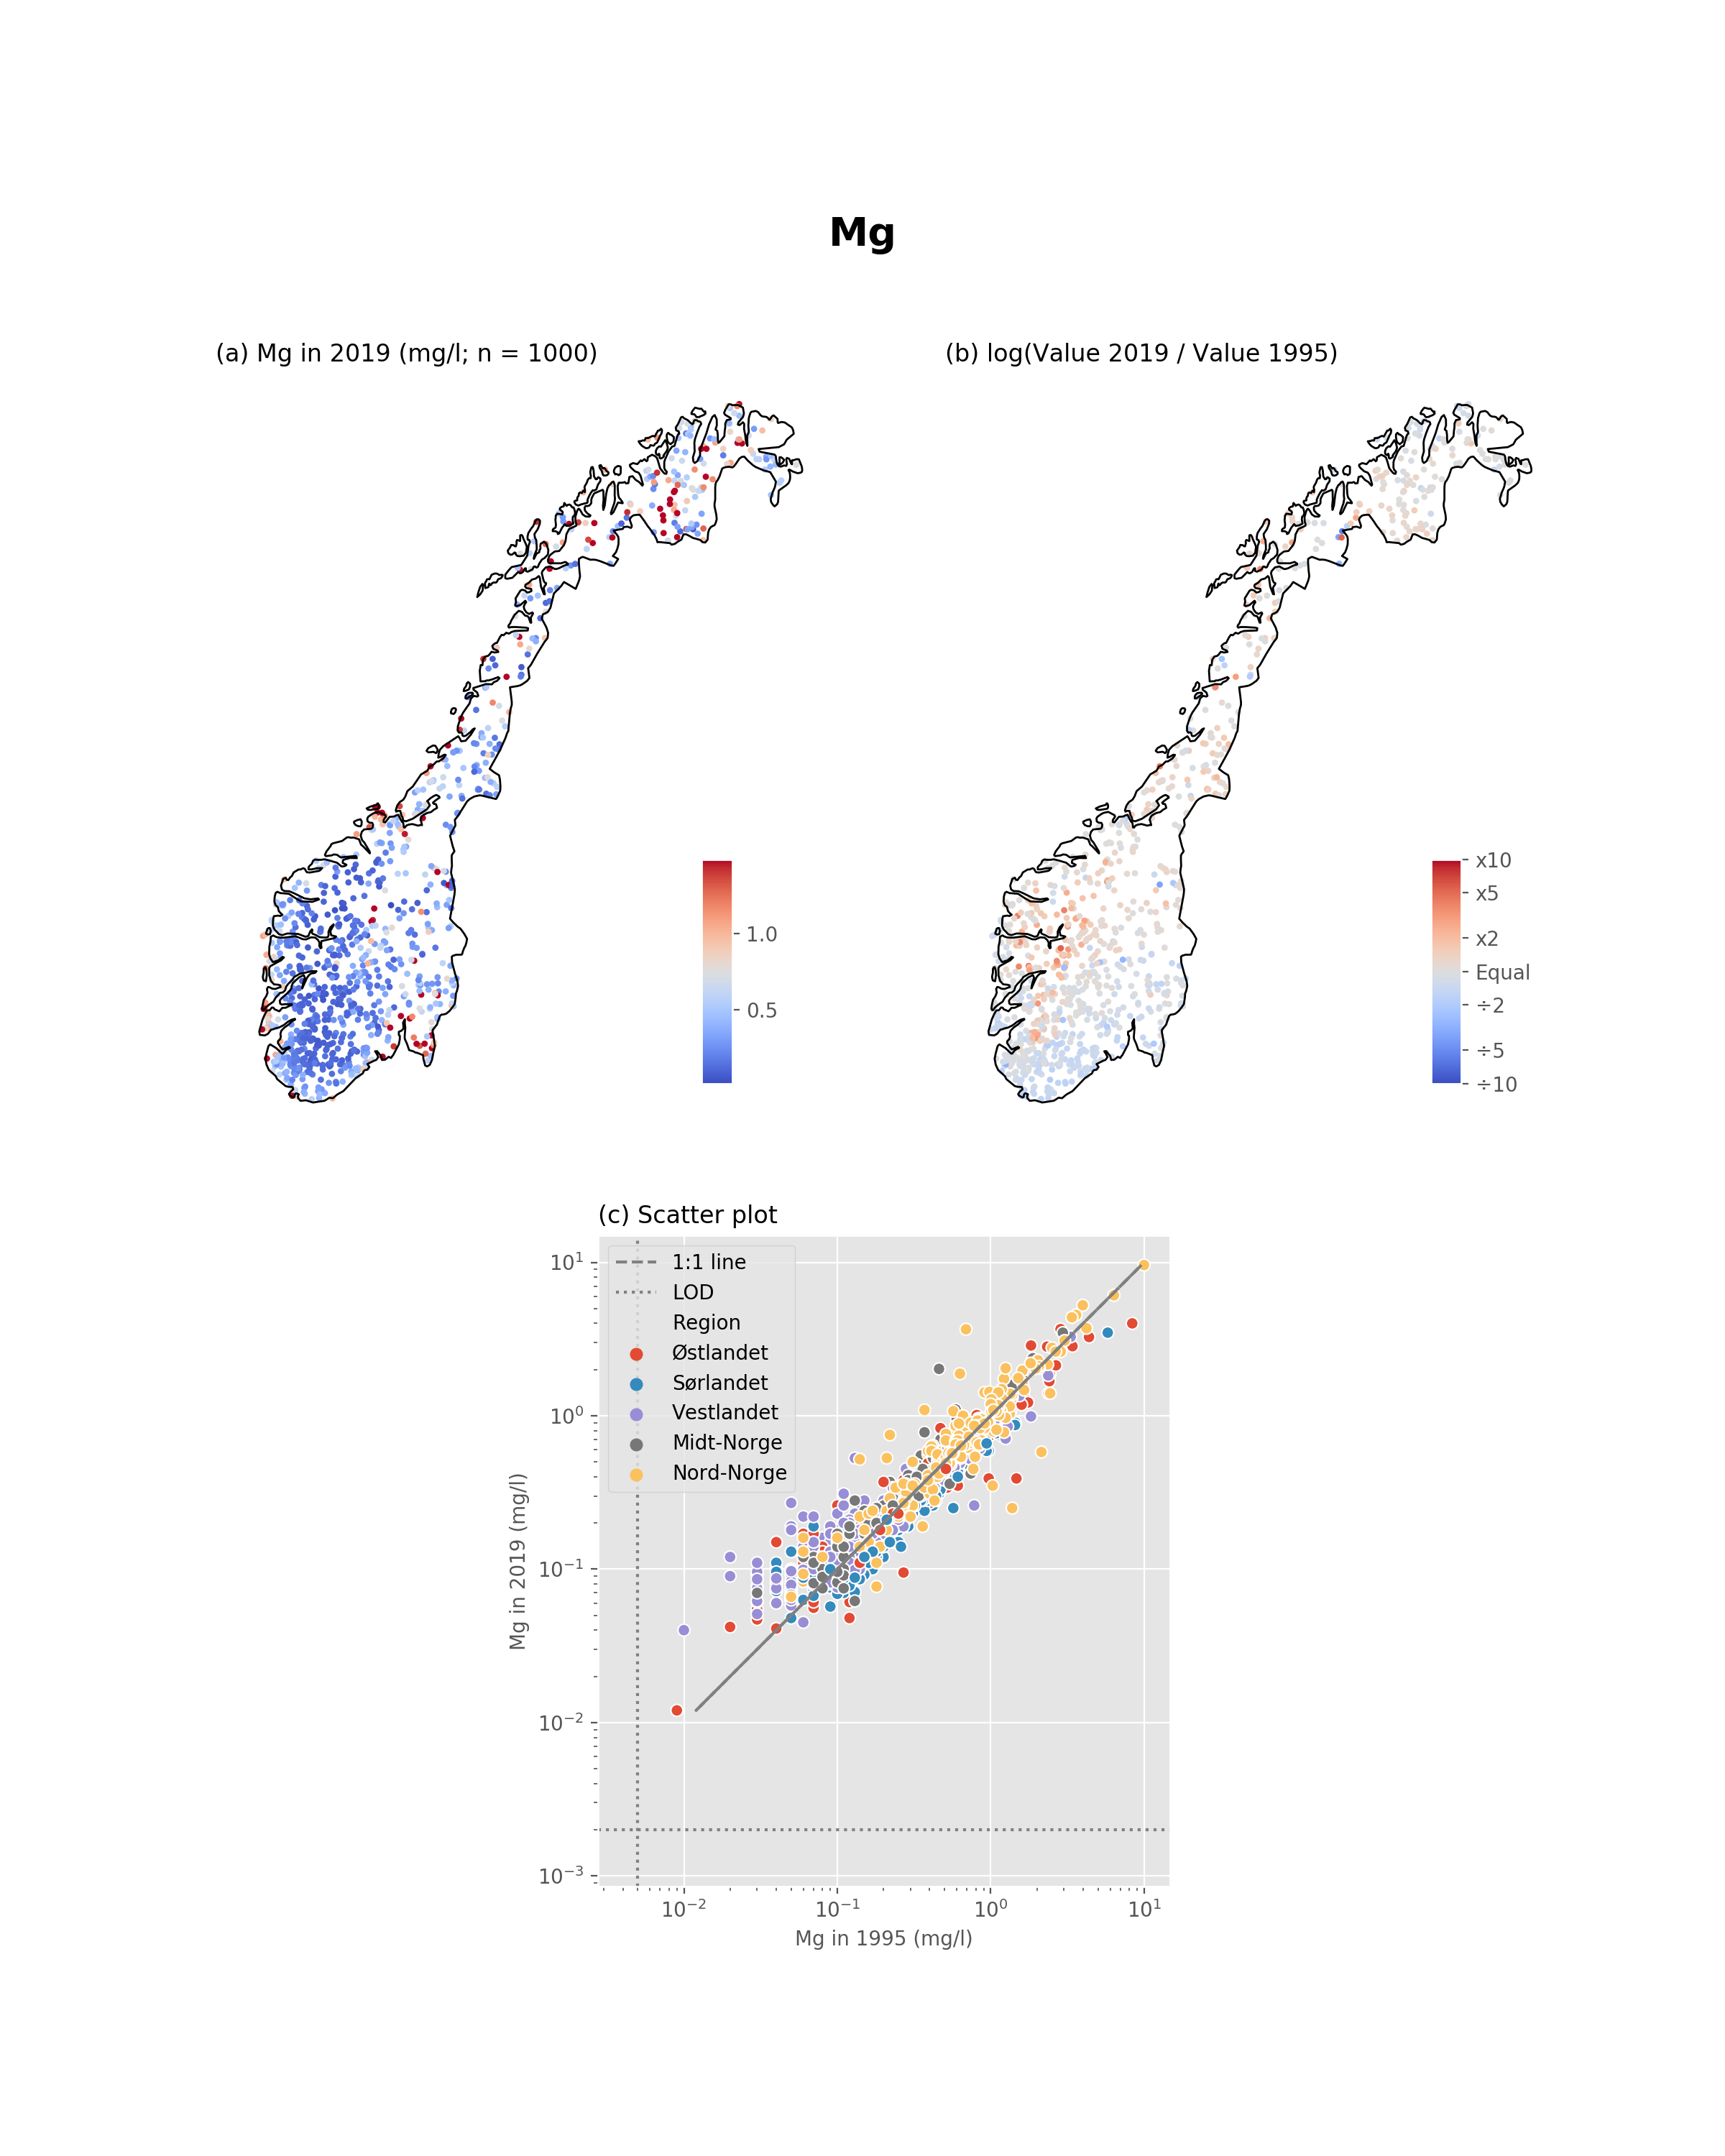 Mg
(a) Mg in 2019 (mg/l; n = 1000)
(b) log(Value 2019 / Value 1995)
1.0
0.5
x10
x5
x2
Equal
÷2
÷5
÷10
(c) Scatter plot
1:1 line
LOD
Region
Østlandet
Sørlandet
Vestlandet
Midt-Norge
Nord-Norge
10¹
10⁰
10⁻¹
10⁻²
10⁻³
Mg in 2019 (mg/l)
10⁻²
10⁻¹
10⁰
10¹
Mg in 1995 (mg/l)